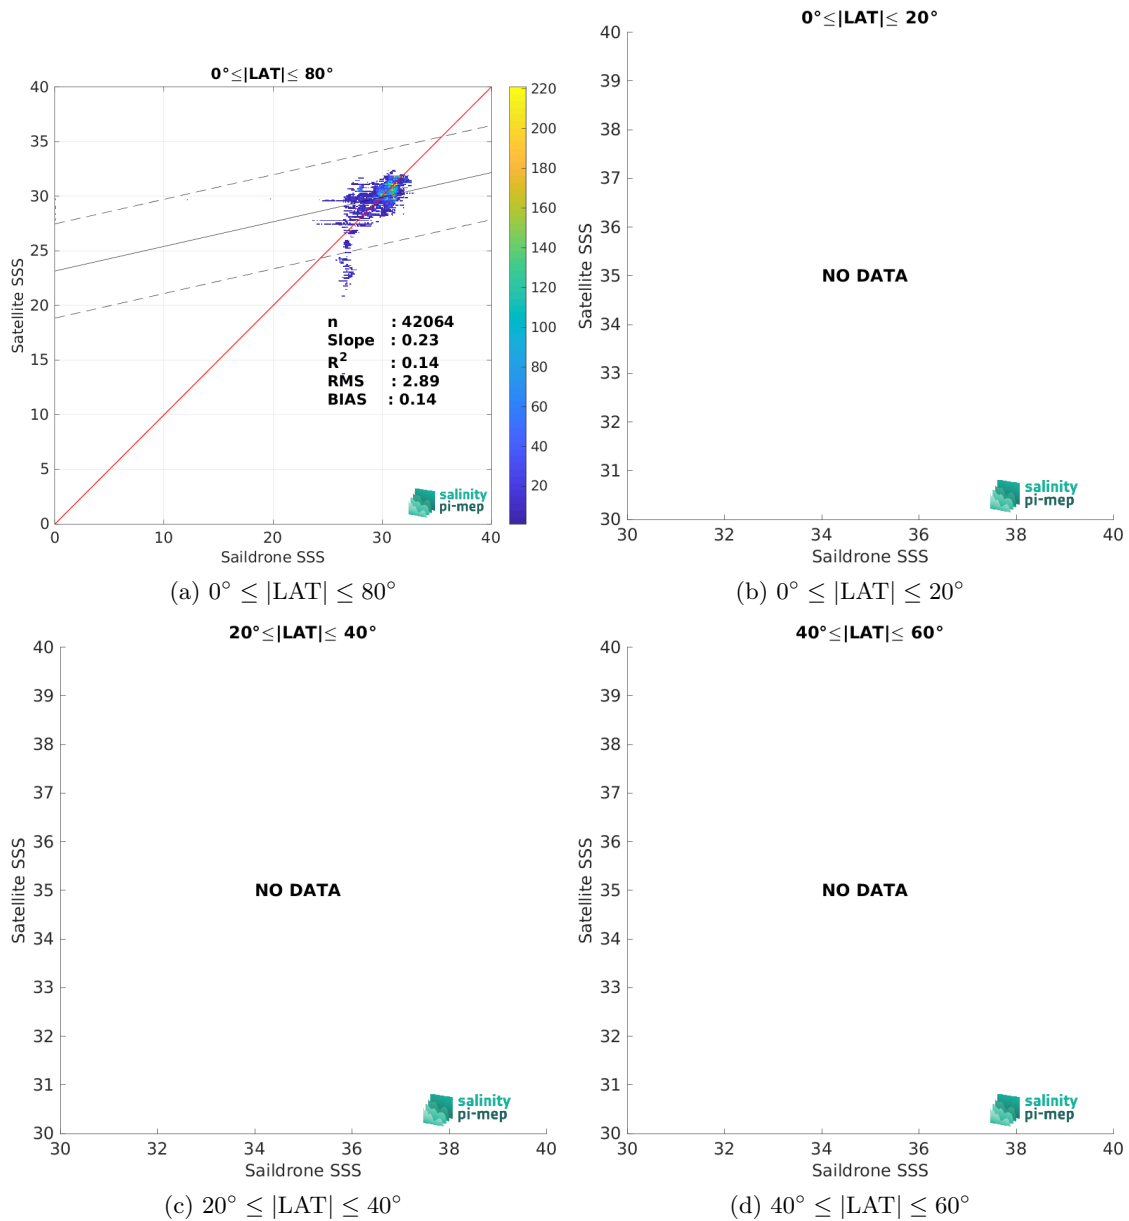 0°≤|LAT|≤ 80°
40
35
30
25
20
15
10
5
0
Satellite SSS
0
10
20
30
40
Saildrone SSS
n : 42064
Slope : 0.23
R² : 0.14
RMS : 2.89
BIAS : 0.14
220
200
180
160
140
120
100
80
60
40
20
salinity
pi-mep
(a) 0° ≤ |LAT| ≤ 80°
0°≤|LAT|≤ 20°
40
39
38
37
36
35
34
33
32
31
30
Satellite SSS
NO DATA
salinity
pi-mep
30
32
34
36
38
40
Saildrone SSS
(b) 0° ≤ |LAT| ≤ 20°
20°≤|LAT|≤ 40°
40
39
38
37
36
35
34
33
32
31
30
Satellite SSS
NO DATA
salinity
pi-mep
30
32
34
36
38
40
Saildrone SSS
(c) 20° ≤ |LAT| ≤ 40°
40°≤|LAT|≤ 60°
40
39
38
37
36
35
34
33
32
31
30
Satellite SSS
NO DATA
salinity
pi-mep
30
32
34
36
38
40
Saildrone SSS
(d) 40° ≤ |LAT| ≤ 60°